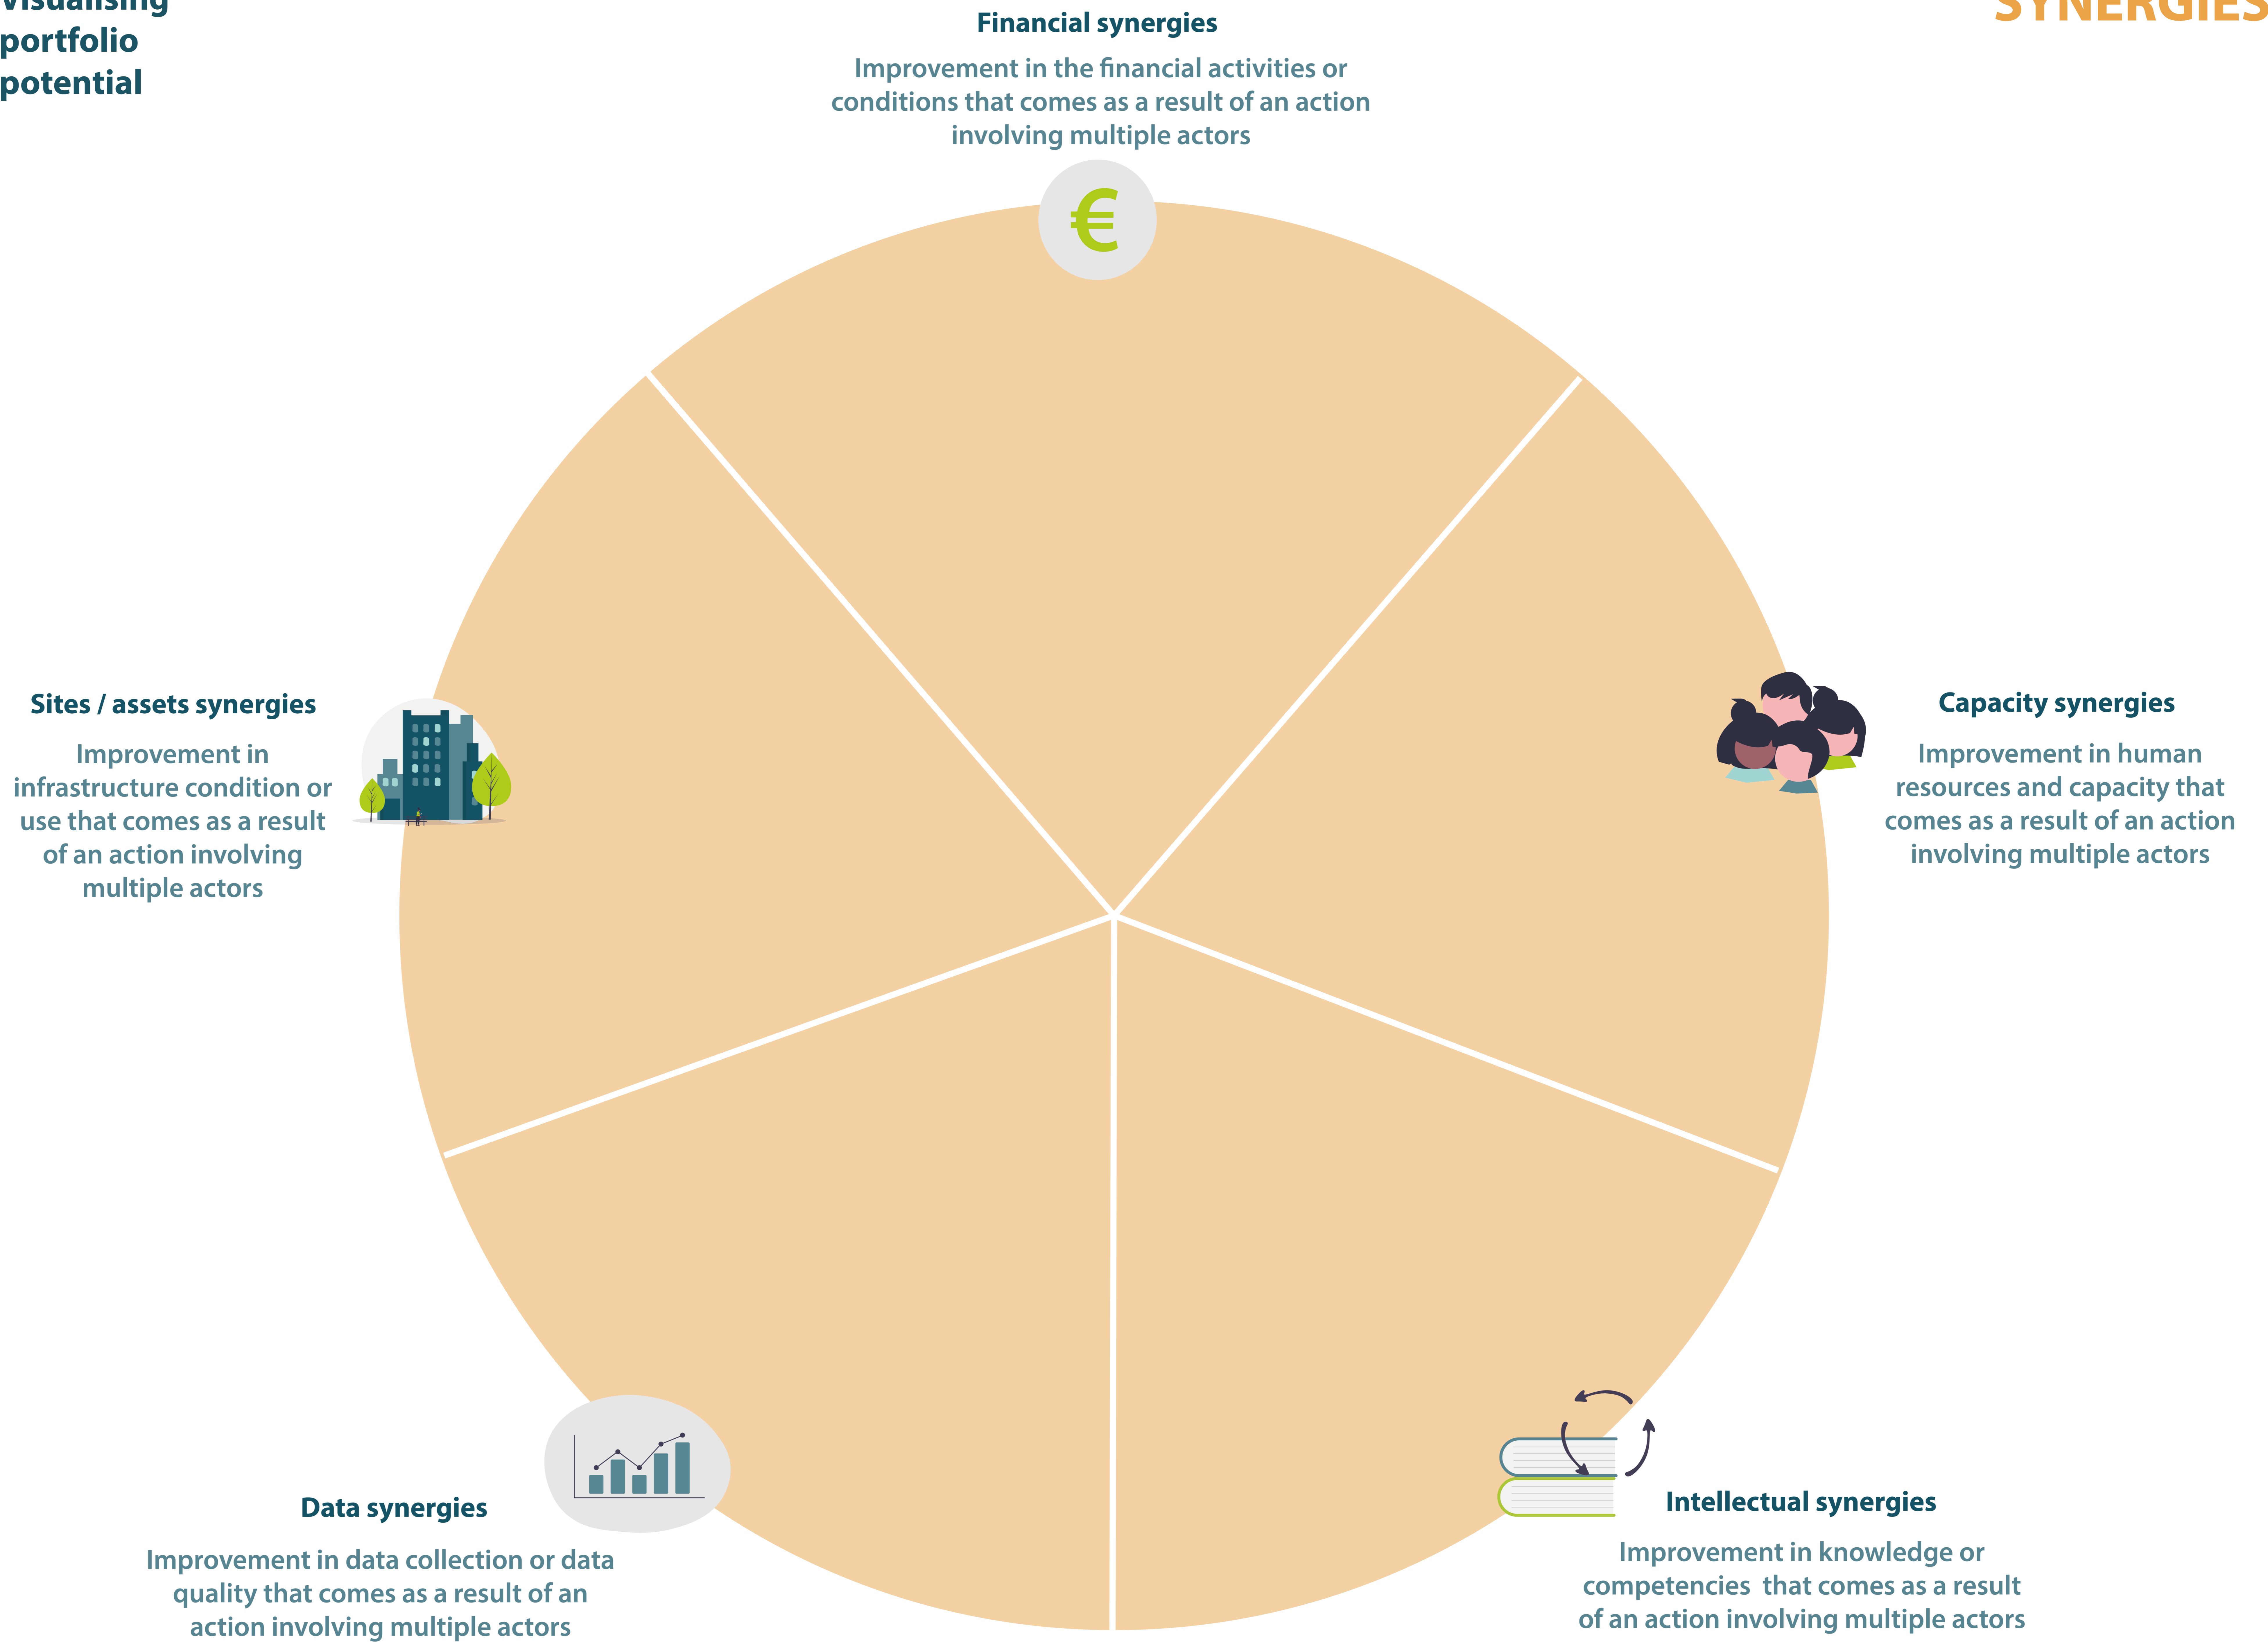 Visualising
portfolio
potential
SYNERGIES
Financial synergies
Improvement in the financial activities or
conditions that comes as a result of an action
involving multiple actors
€
Sites / assets synergies
Improvement in
infrastructure condition or
use that comes as a result
of an action involving
multiple actors
Capacity synergies
Improvement in human
resources and capacity that
comes as a result of an action
involving multiple actors
Data synergies
Improvement in data collection or data
quality that comes as a result of an
action involving multiple actors
Intellectual synergies
Improvement in knowledge or
competencies  that comes as a result
of an action involving multiple actors